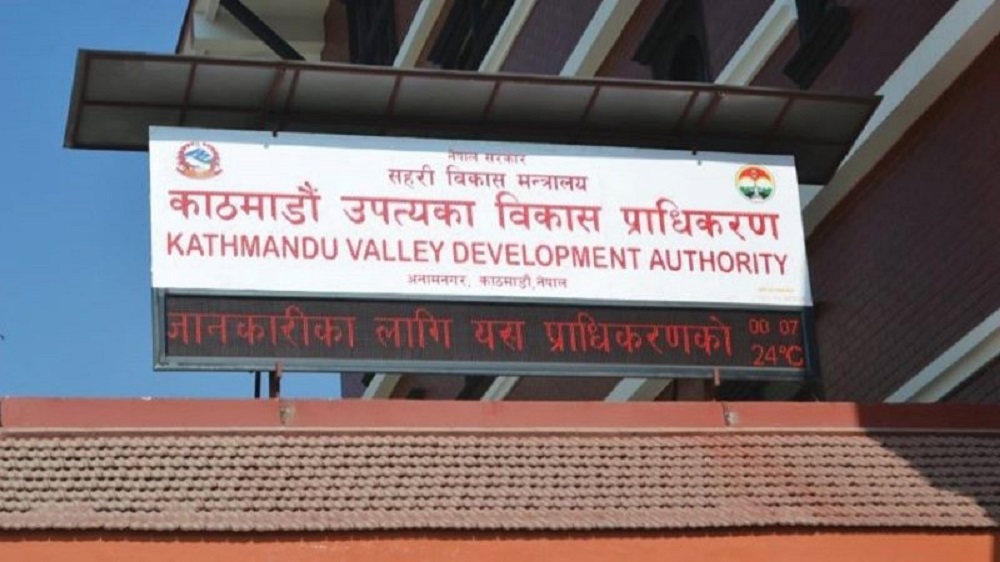 नेपाल सरकार
सहरी विकास मन्त्रालय
काठमाडौं उपत्यका विकास प्राधिकरण
KATHMANDU VALLEY DEVELOPMENT AUTHORITY
अनामनगर, काठमाडौं, नेपाल
जानकारीका लागि यस प्राधिकरणको
00 07
24°C